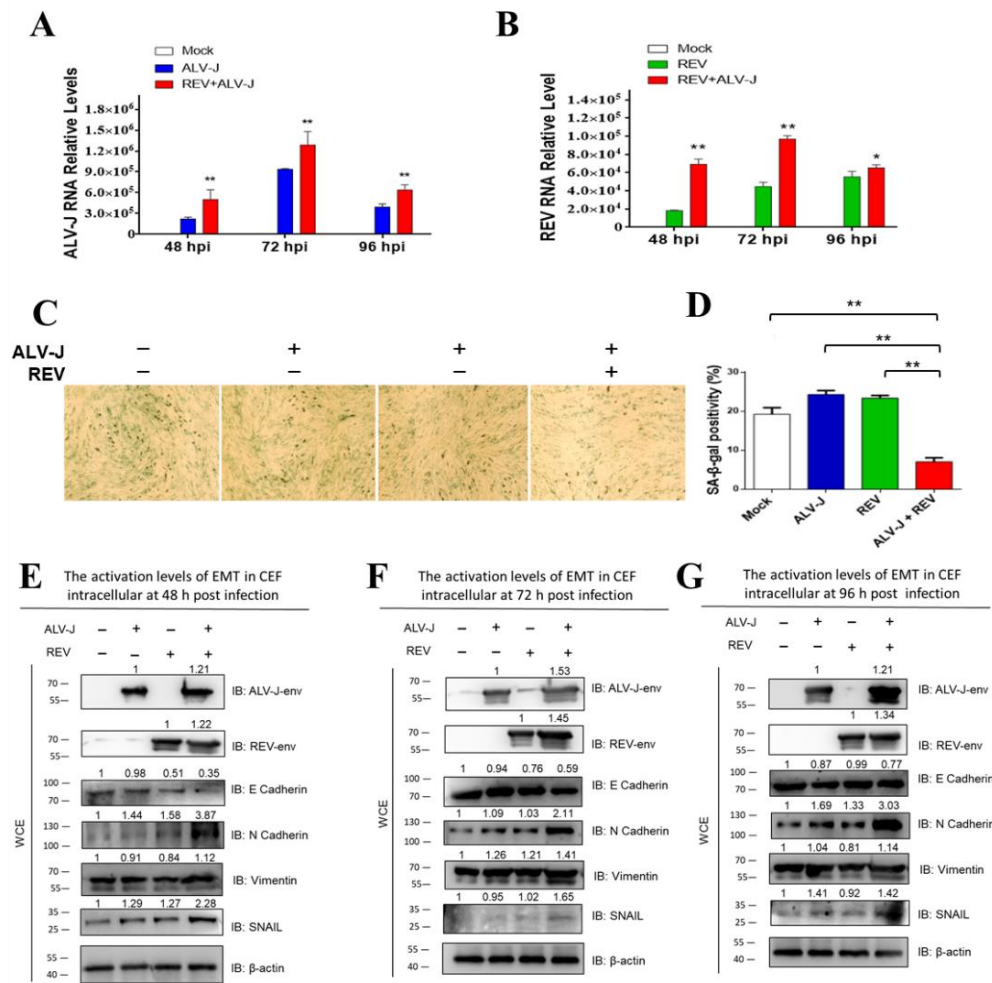 A
Mock
ALV-J
REV+ALV-J
ALV-J RNA Relative Levels
1.8×10⁶
1.5×10⁶
1.2×10⁶
9.0×10⁵
6.0×10⁵
3.0×10⁵
0
** ** **
48 hpi 72 hpi 96 hpi
B
Mock
REV
REV+ALV-J
REV RNA Relative Level
1.4×10⁵
1.2×10⁵
1.0×10⁵
8.0×10⁴
6.0×10⁴
4.0×10⁴
2.0×10⁴
0
** ** *
48 hpi 72 hpi 96 hpi
C
ALV-J − + + +
REV − − − +
D
**
**
**
SA-β-gal positivity (%)
30
20
10
0
Mock ALV-J REV ALV-J + REV
E
The activation levels of EMT in CEF
intracellular at 48 h post infection
ALV-J − + − +
REV − − + +
1 1.21
70
55
IB: ALV-J-env
1 1.22
70
55
IB: REV-env
1 0.98 0.51 0.35
100
70
IB: E Cadherin
1 1.44 1.58 3.87
130
100
IB: N Cadherin
1 0.91 0.84 1.12
70
55
IB: Vimentin
1 1.29 1.27 2.28
35
25
IB: SNAIL
55
40
IB: β-actin
WCE
F
The activation levels of EMT in CEF
intracellular at 72 h post infection
ALV-J − + − +
REV − − + +
1 1.53
70
55
IB: ALV-J-env
1 1.45
70
55
IB: REV-env
1 0.94 0.76 0.59
100
70
IB: E Cadherin
1 1.09 1.03 2.11
130
100
IB: N Cadherin
1 1.26 1.21 1.41
70
55
IB: Vimentin
1 0.95 1.02 1.65
35
25
IB: SNAIL
55
40
IB: β-actin
WCE
G
The activation levels of EMT in CEF
intracellular at 96 h post infection
ALV-J − + − +
REV − − + +
1 1.21
70
55
IB: ALV-J-env
1 1.34
70
55
IB: REV-env
1 0.87 0.99 0.77
100
70
IB: E Cadherin
1 1.69 1.33 3.03
130
100
IB: N Cadherin
1 1.04 0.81 1.14
70
55
IB: Vimentin
1 1.41 0.92 1.42
35
25
IB: SNAIL
55
40
IB: β-actin
WCE